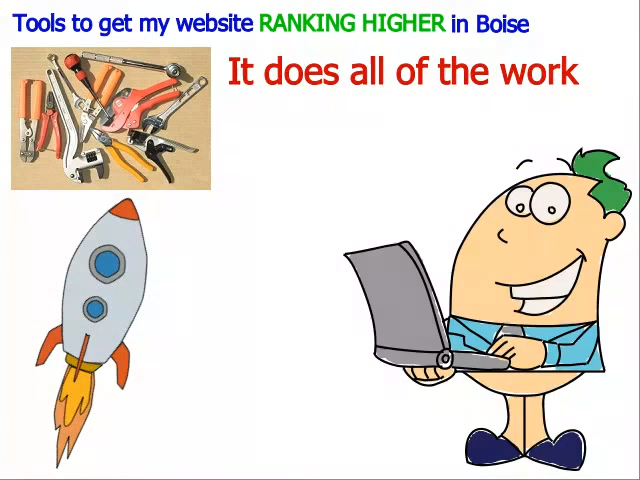 Tools to get my website RANKING HIGHER in Boise
It does all of the work